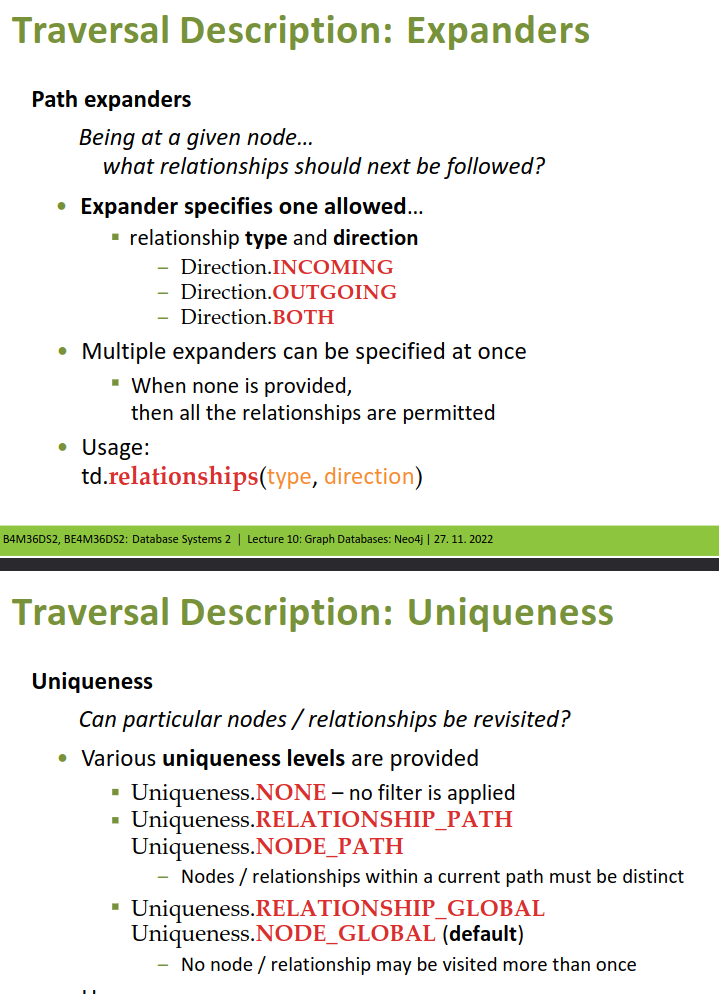 Traversal Description: Expanders
Path expanders
Being at a given node…
what relationships should next be followed?
• Expander specifies one allowed…
▪ relationship type and direction
– Direction.INCOMING
– Direction.OUTGOING
– Direction.BOTH
• Multiple expanders can be specified at once
▪ When none is provided,
then all the relationships are permitted
• Usage:
td.relationships(type, direction)
B4M36DS2, BE4M36DS2: Database Systems 2 | Lecture 10: Graph Databases: Neo4j | 27. 11. 2022
Traversal Description: Uniqueness
Uniqueness
Can particular nodes / relationships be revisited?
• Various uniqueness levels are provided
▪ Uniqueness.NONE – no filter is applied
▪ Uniqueness.RELATIONSHIP_PATH
Uniqueness.NODE_PATH
– Nodes / relationships within a current path must be distinct
▪ Uniqueness.RELATIONSHIP_GLOBAL
Uniqueness.NODE_GLOBAL (default)
– No node / relationship may be visited more than once